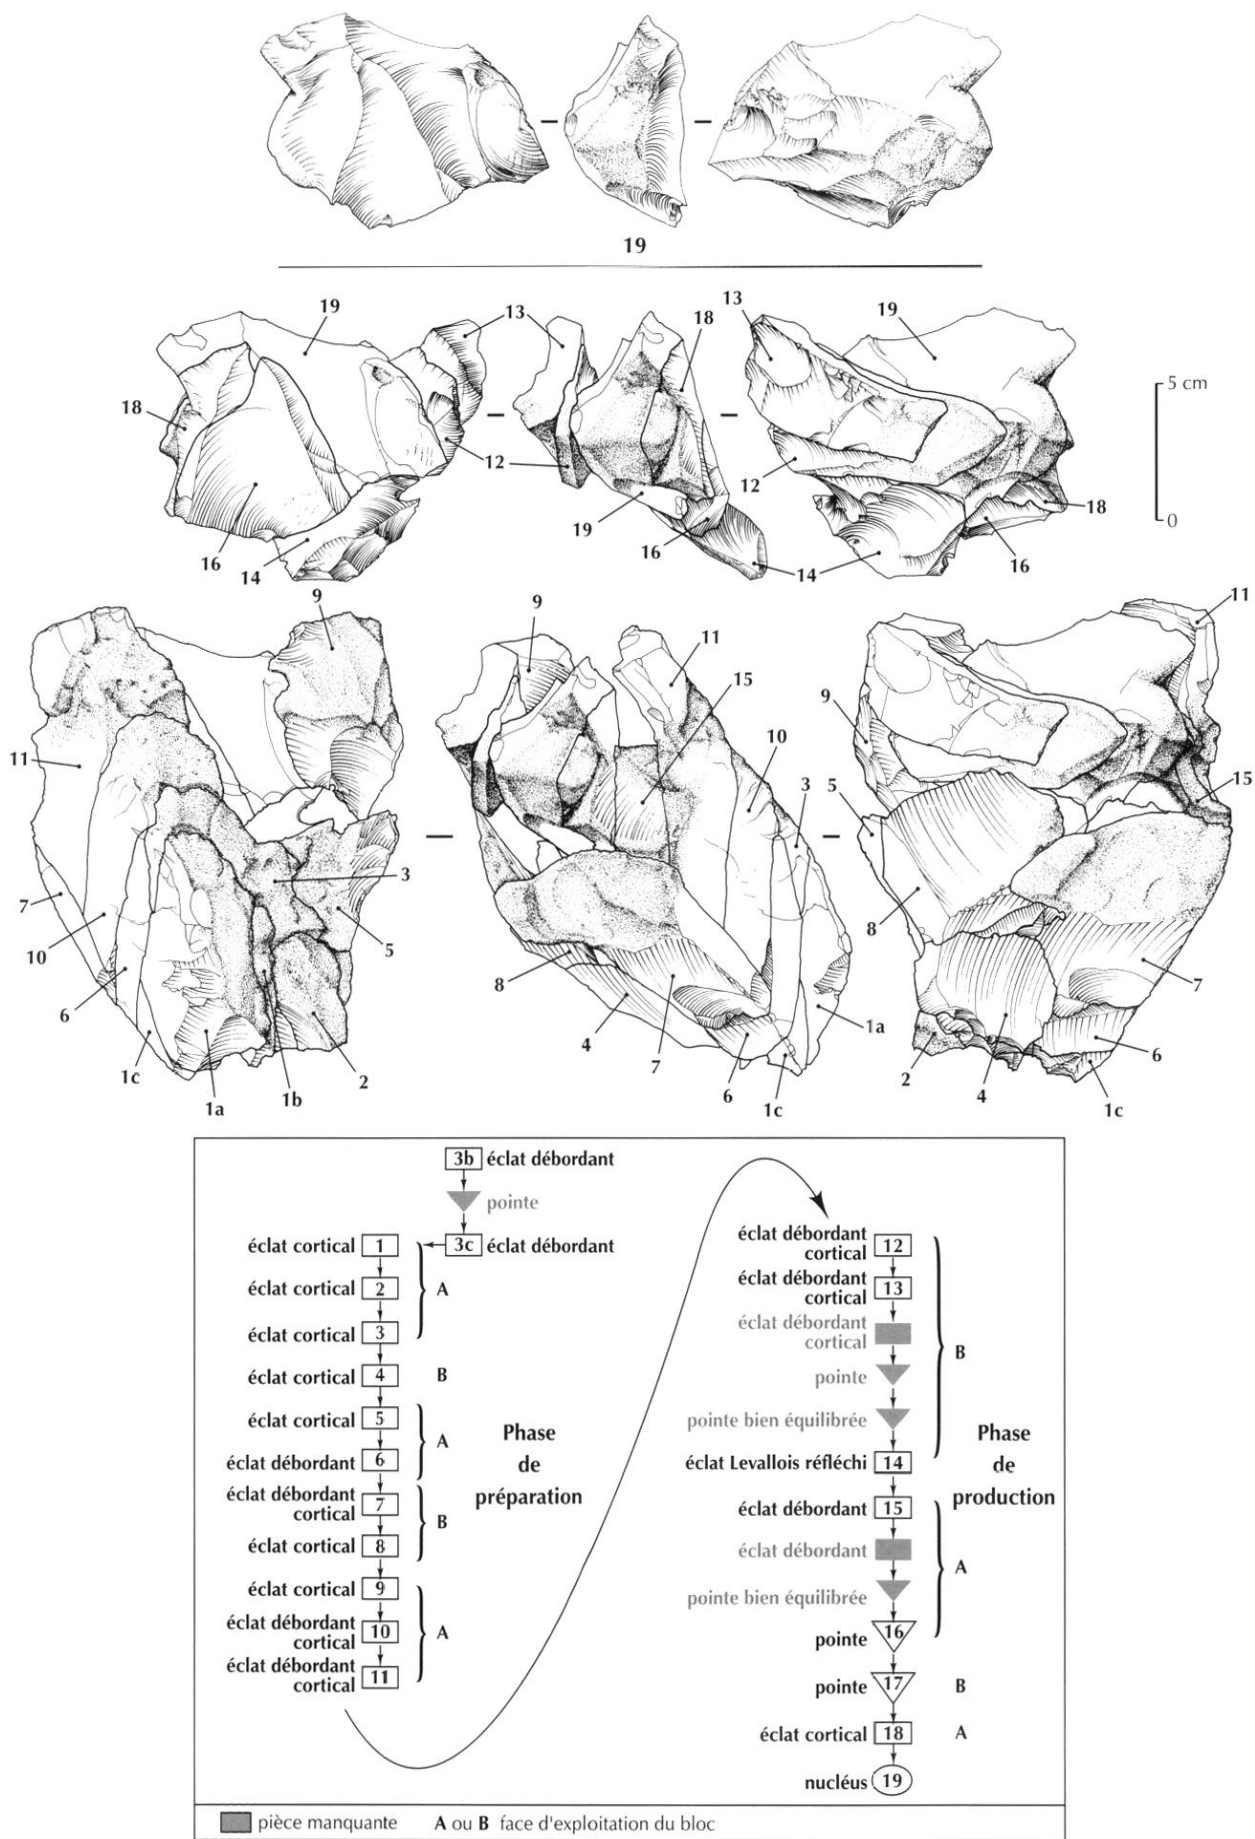 19
19
13
18
13
19
18
12
12
18
16
14
19
16
14
16
5 cm
0
9
9
11
11
15
10
3
9
5
15
11
3
7
5
10
8
8
7
6
4
1a
7
6
1c
1a
1b
2
1c
2
4
6
1c
3b éclat débordant
pointe
3c éclat débordant
éclat cortical 1
éclat cortical 2
A
éclat cortical 3
éclat cortical 4 B
éclat cortical 5
A
éclat débordant 6
éclat débordant
cortical 7
B
éclat cortical 8
éclat cortical 9
éclat débordant
cortical 10
A
éclat débordant
cortical 11
Phase
de
préparation
éclat débordant
cortical 12
éclat débordant
cortical 13
éclat débordant
cortical
B
pointe
pointe bien équilibrée
éclat Levallois réfléchi 14
éclat débordant 15
éclat débordant
A
pointe bien équilibrée
pointe 16
pointe 17 B
éclat cortical 18 A
nucléus 19
Phase
de
production
pièce manquante A ou B face d'exploitation du bloc